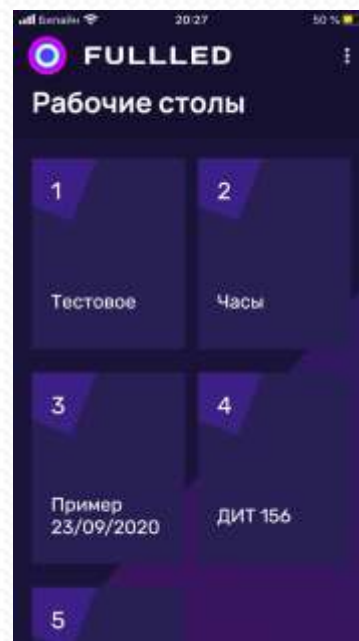 Билайн 20:27 50 %
FULLLED
Рабочие столы
1 2
Тестовое Часы
3 4
Пример
23/09/2020 ДИТ 156
5